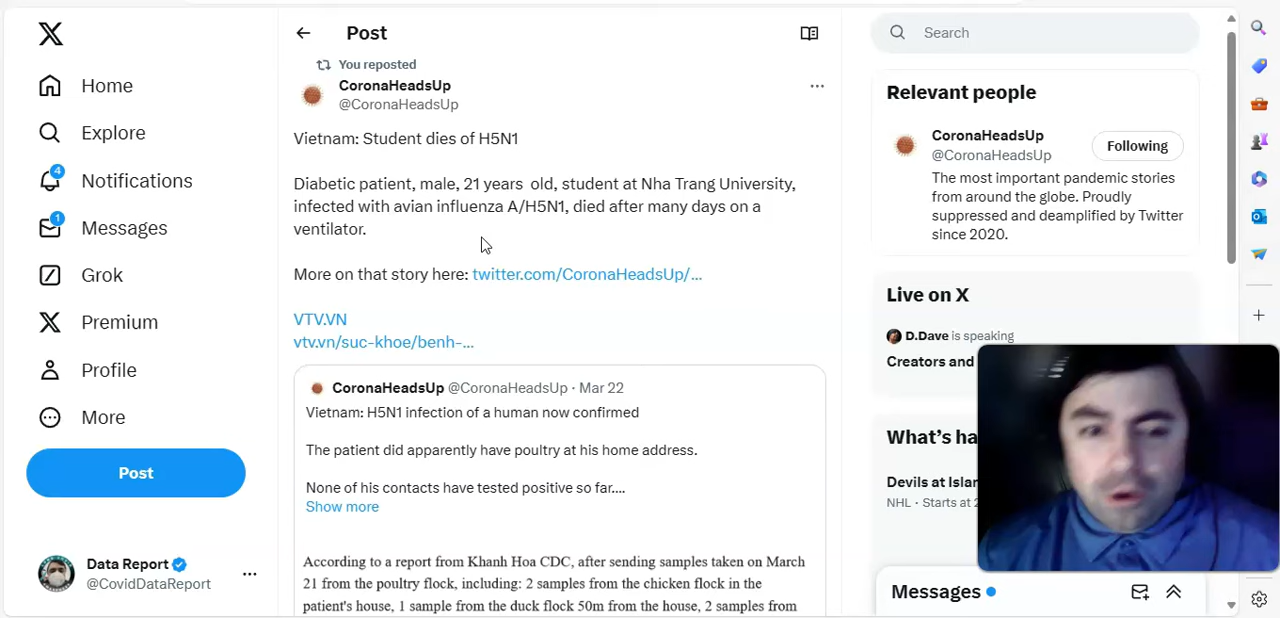 Home
Explore
4
Notifications
1
Messages
Grok
Premium
Profile
More
Post
Data Report
@CovidDataReport
Post
You reposted
CoronaHeadsUp
@CoronaHeadsUp
Vietnam: Student dies of H5N1
Diabetic patient, male, 21 years old, student at Nha Trang University,
infected with avian influenza A/H5N1, died after many days on a
ventilator.
More on that story here: twitter.com/CoronaHeadsUp/...
VTV.VN
vtv.vn/suc-khoe/benh-...
CoronaHeadsUp @CoronaHeadsUp · Mar 22
Vietnam: H5N1 infection of a human now confirmed
The patient did apparently have poultry at his home address.
None of his contacts have tested positive so far....
Show more
According to a report from Khanh Hoa CDC, after sending samples taken on March
21 from the poultry flock, including: 2 samples from the chicken flock in the
patient's house, 1 sample from the duck flock 50m from the house, 2 samples from
Search
Relevant people
CoronaHeadsUp
@CoronaHeadsUp
Following
The most important pandemic stories
from around the globe. Proudly
suppressed and deamplified by Twitter
since 2020.
Live on X
D.Dave is speaking
Creators and
What's ha
Devils at
NHL · Starts at
Messages